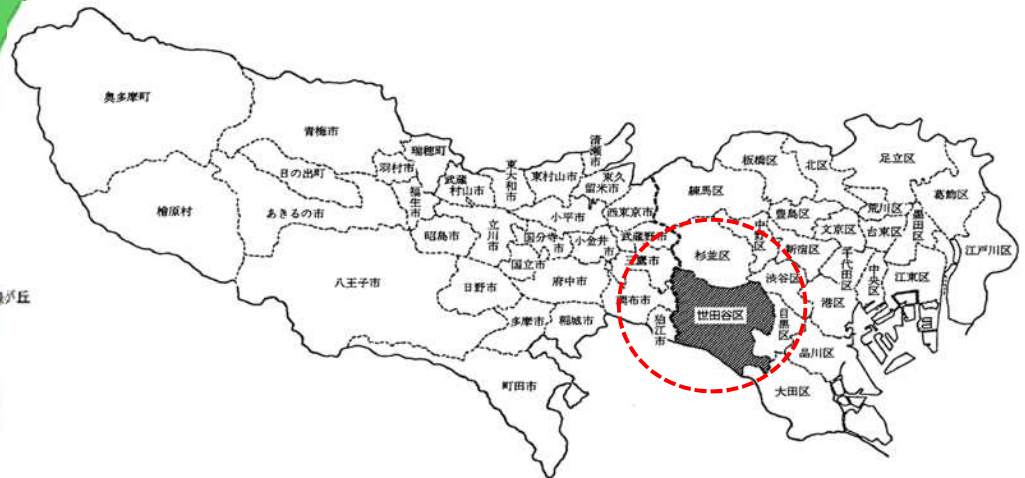 奥多摩町
青梅市
瑞穂町
羽村市
日の出町
檜原村
あきるの市
福生市
武蔵
村山市
東大和市
東村山市
清瀬市
東久
留米市
西東京市
小平市
立川市
昭島市
国分寺市
小金井市
武蔵野市
三鷹市
国立市
府中市
八王子市
日野市
調布市
狛江市
多摩市
稲城市
町田市
練馬区
板橋区
北区
足立区
葛飾区
荒川区
墨田区
豊島区
中野区
文京区
台東区
江戸川区
杉並区
新宿区
千代田区
中央区
江東区
渋谷区
港区
世田谷区
目黒区
品川区
大田区
が丘